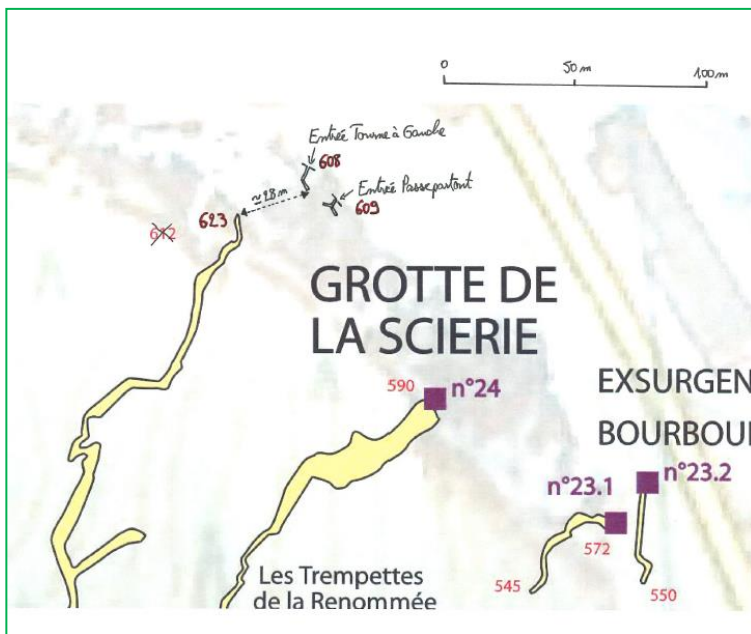 0 50 m 100 m
Entrée Tourne à Gauche
608
≈28 m
Entrée Passepartout
609
623
612
GROTTE DE
LA SCIERIE
590
n°24
EXSURGEN
BOURBOU
n°23.2
n°23.1
572
545
550
Les Trempettes
de la Renommée